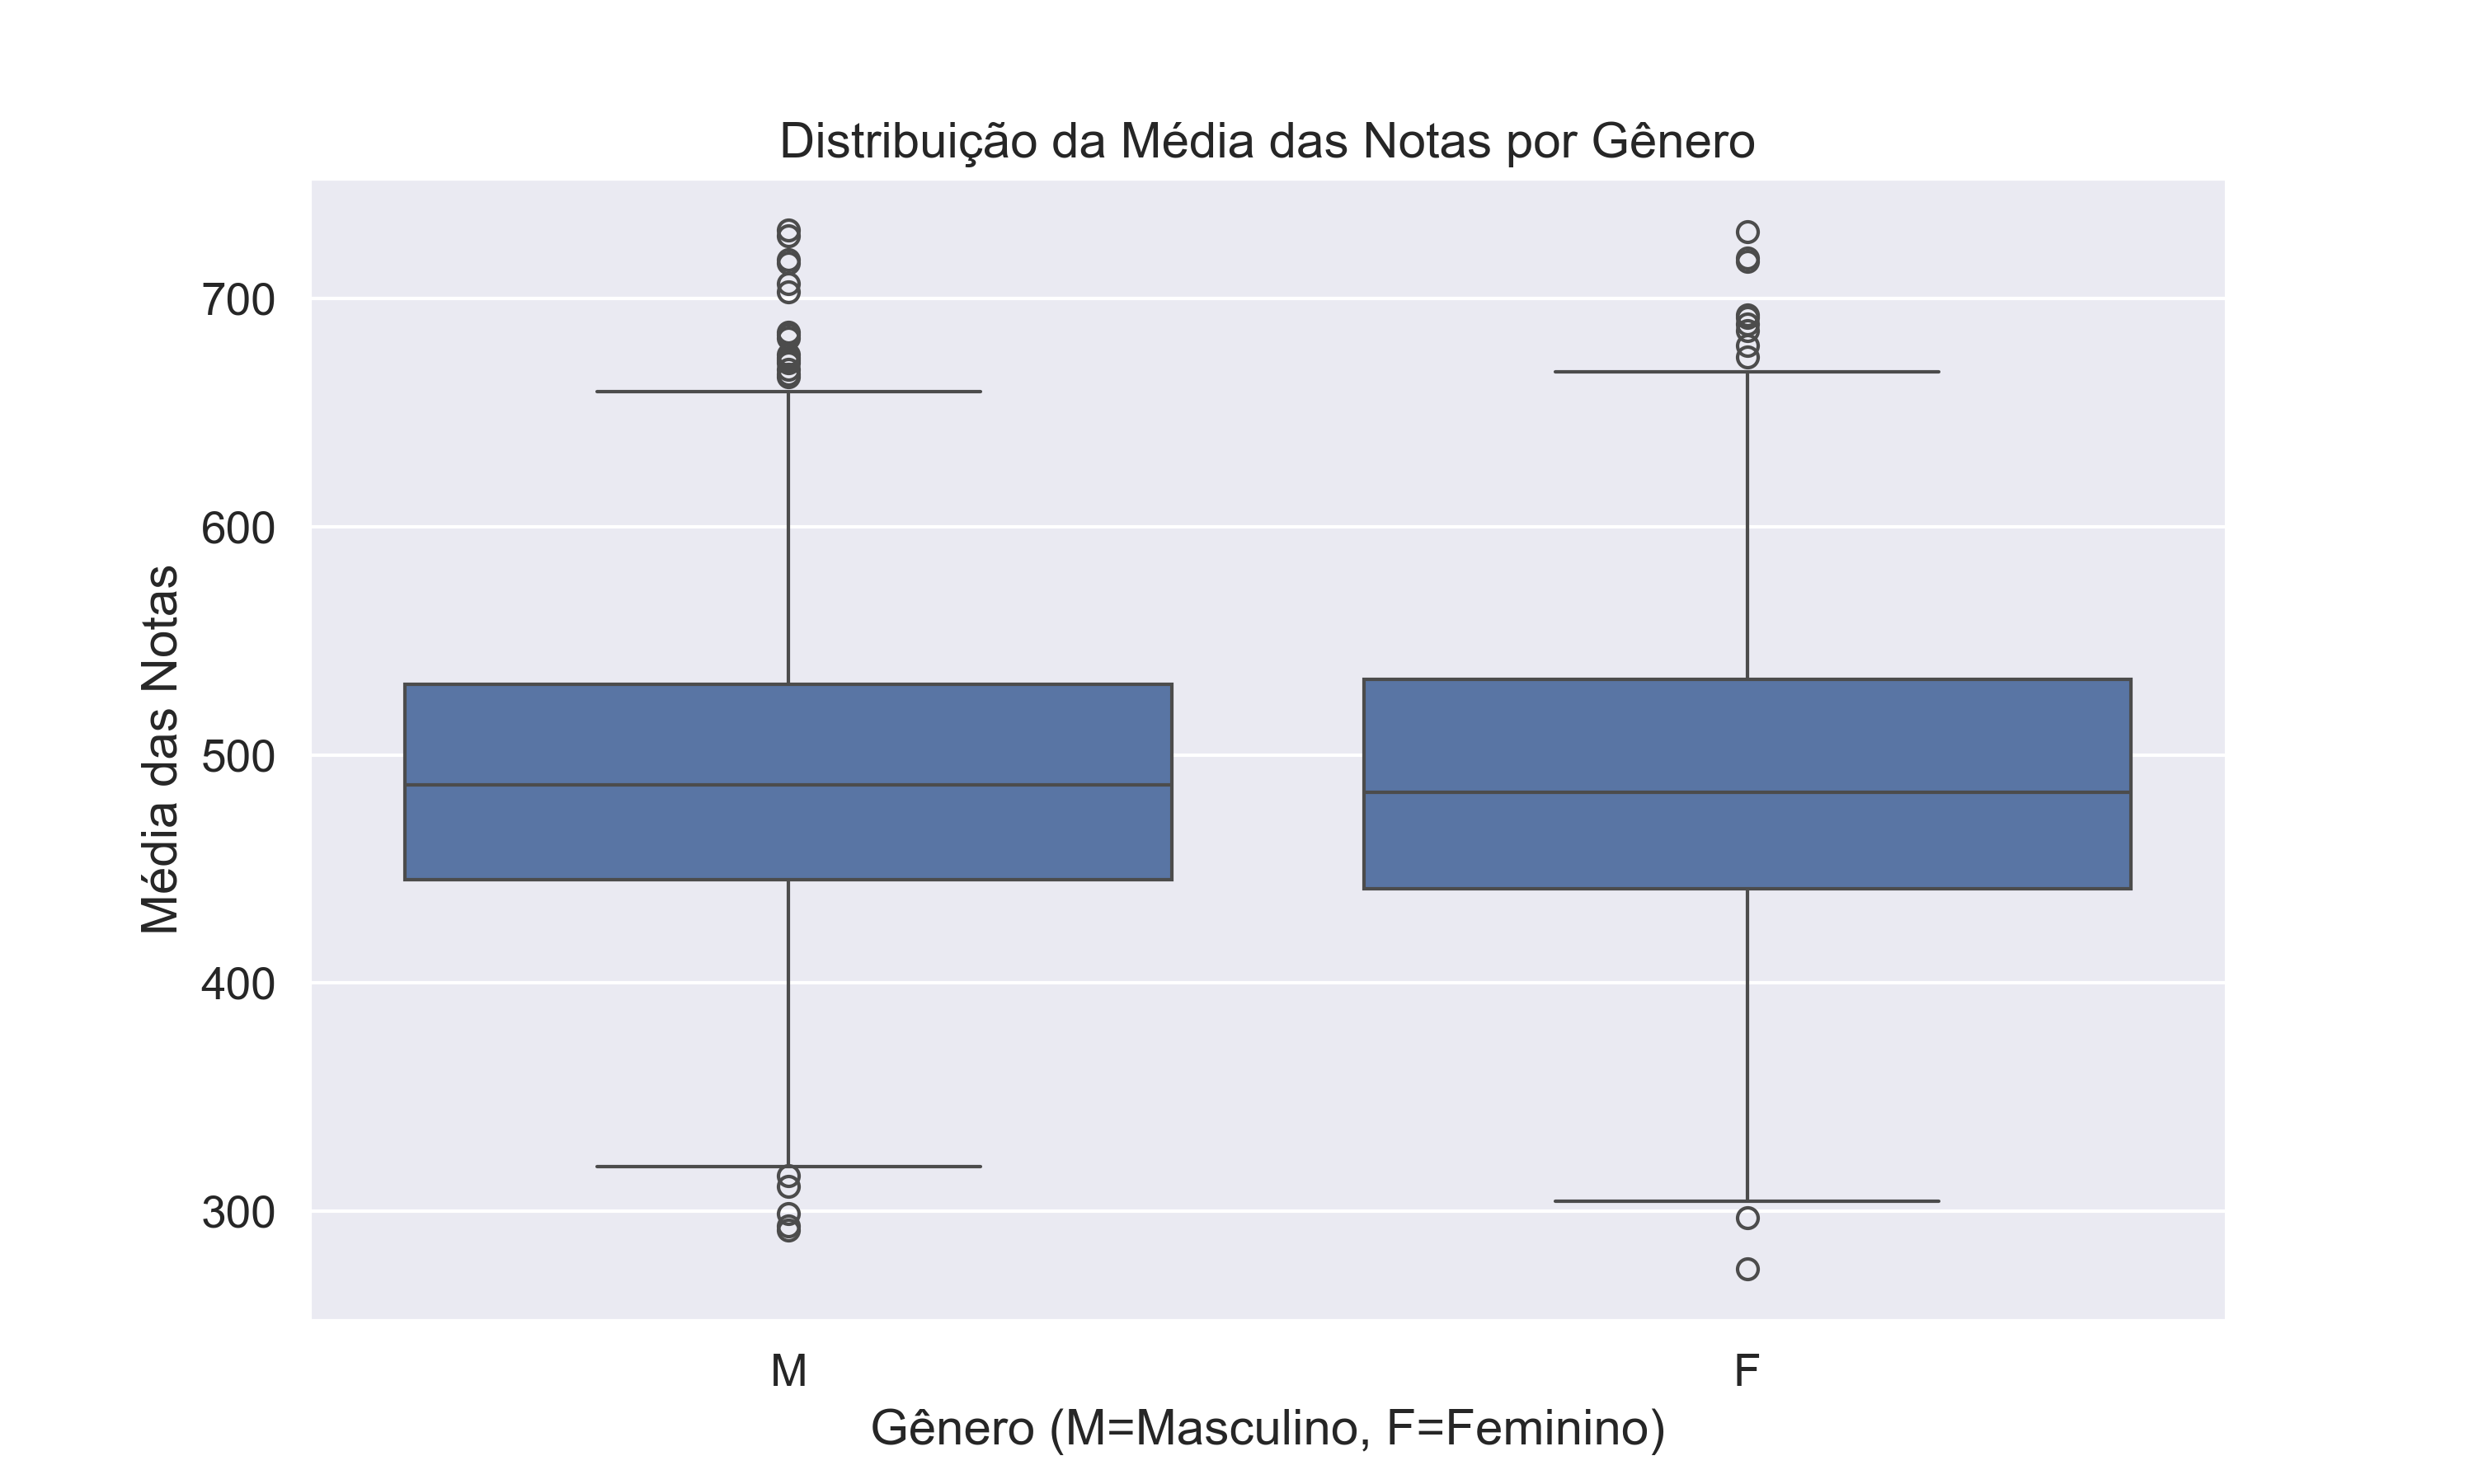 Distribuição da Média das Notas por Gênero
Média das Notas
700
600
500
400
300
M
F
Gênero (M=Masculino, F=Feminino)